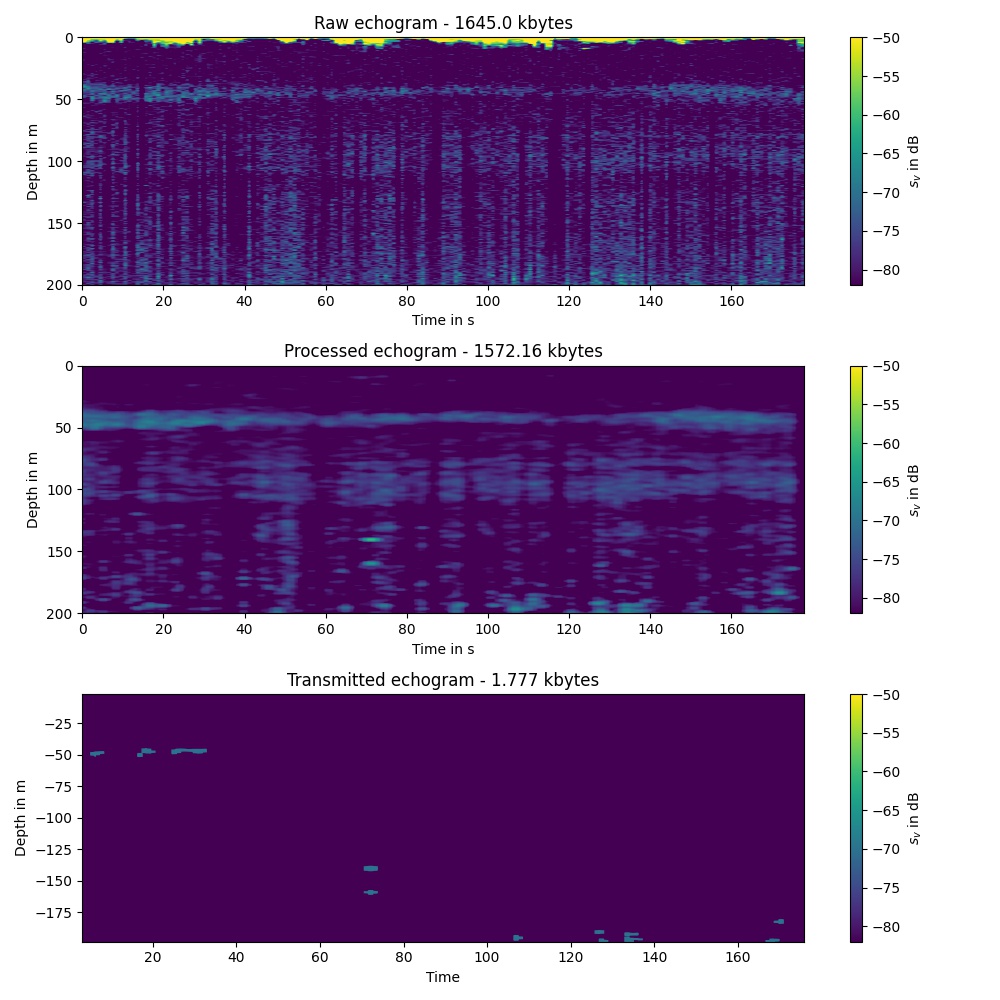 Raw echogram - 1645.0 kbytes
0
50
100
150
200
Depth in m
0 20 40 60 80 100 120 140 160
Time in s
−50
−55
−60
−65
−70
−75
−80
sv in dB
Processed echogram - 1572.16 kbytes
0
50
100
150
200
Depth in m
0 20 40 60 80 100 120 140 160
Time in s
−50
−55
−60
−65
−70
−75
−80
sv in dB
Transmitted echogram - 1.777 kbytes
−25
−50
−75
−100
−125
−150
−175
Depth in m
20 40 60 80 100 120 140 160
Time
−50
−55
−60
−65
−70
−75
−80
sv in dB